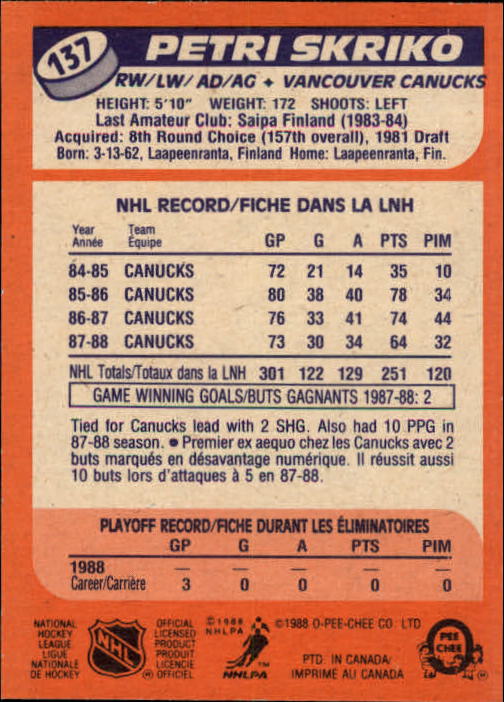 137
PETRI SKRIKO
RW/LW/AD/AG • VANCOUVER CANUCKS
HEIGHT: 5'10" WEIGHT: 172 SHOOTS: LEFT
Last Amateur Club: Saipa Finland (1983-84)
Acquired: 8th Round Choice (157th overall), 1981 Draft
Born: 3-13-62, Laapeenranta, Finland Home: Laapeenranta, Fin.
NHL RECORD/FICHE DANS LA LNH
Year Team
Année Équipe GP G A PTS PIM
84-85 CANUCKS 72 21 14 35 10
85-86 CANUCKS 80 38 40 78 34
86-87 CANUCKS 76 33 41 74 44
87-88 CANUCKS 73 30 34 64 32
NHL Totals/Totaux dans la LNH 301 122 129 251 120
GAME WINNING GOALS/BUTS GAGNANTS 1987-88: 2
Tied for Canucks lead with 2 SHG. Also had 10 PPG in
87-88 season. • Premier ex aequo chez les Canucks avec 2
buts marqués en désavantage numérique. Il réussit aussi
10 buts lors d'attaques à 5 en 87-88.
PLAYOFF RECORD/FICHE DURANT LES ÉLIMINATOIRES
GP G A PTS PIM
1988 — — — — —
Career/Carrière 3 0 0 0 0
NATIONAL
HOCKEY
LEAGUE
LIGUE
NATIONALE
DE HOCKEY
NHL
OFFICIAL
LICENSED
PRODUCT
PRODUIT
LICENCIE
OFFICIEL
©1988
NHLPA
NHLPA
™
©1988 O-PEE-CHEE CO. LTD
PTD. IN CANADA/
IMPRIMÉ AU CANADA
PEE
CHEE